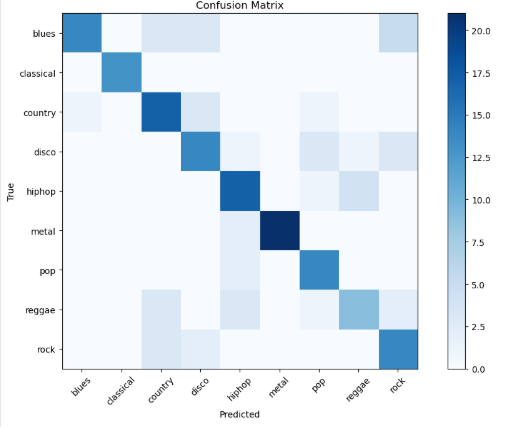 Confusion Matrix
blues
classical
country
disco
hiphop
metal
pop
reggae
rock
True
blues
classical
country
disco
hiphop
metal
pop
reggae
rock
Predicted
20.0
17.5
15.0
12.5
10.0
7.5
5.0
2.5
0.0